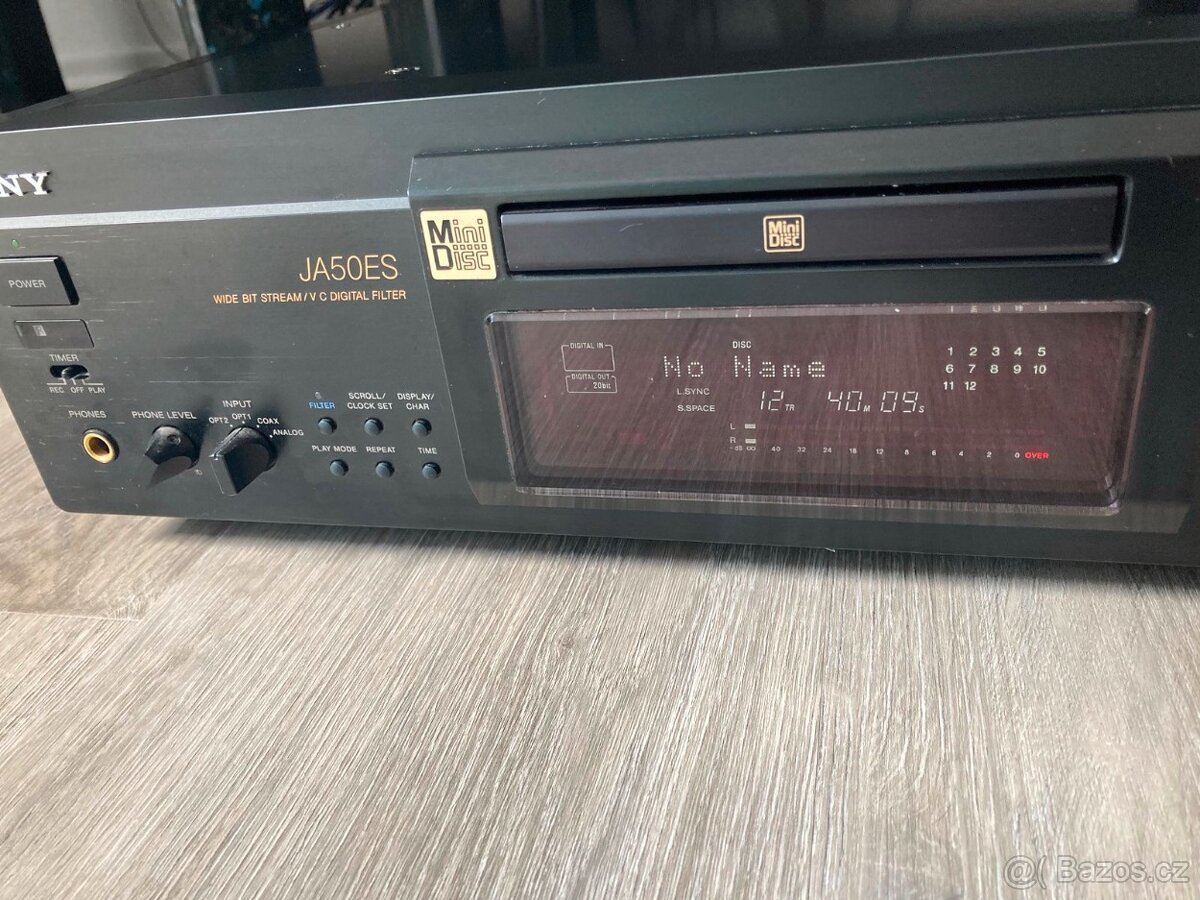 NY
POWER
TIMER
REC OFF PLAY
PHONES
PHONE LEVEL
INPUT
OPT2 OPT1 COAX
ANALOG
JA50ES
WIDE BIT STREAM / V C DIGITAL FILTER
FILTER
SCROLL/
CLOCK SET
DISPLAY/
CHAR
PLAY MODE
REPEAT
TIME
Mini
Disc
Mini
Disc
DIGITAL IN
DIGITAL OUT
20bit
DISC
No Name
L.SYNC
S.SPACE
12 TR 40 M 09 S
1 2 3 4 5
6 7 8 9 10
11 12
L
R
-dB ∞ 40 32 24 18 12 8 6 4 2 0 OVER
@( Bazos.cz